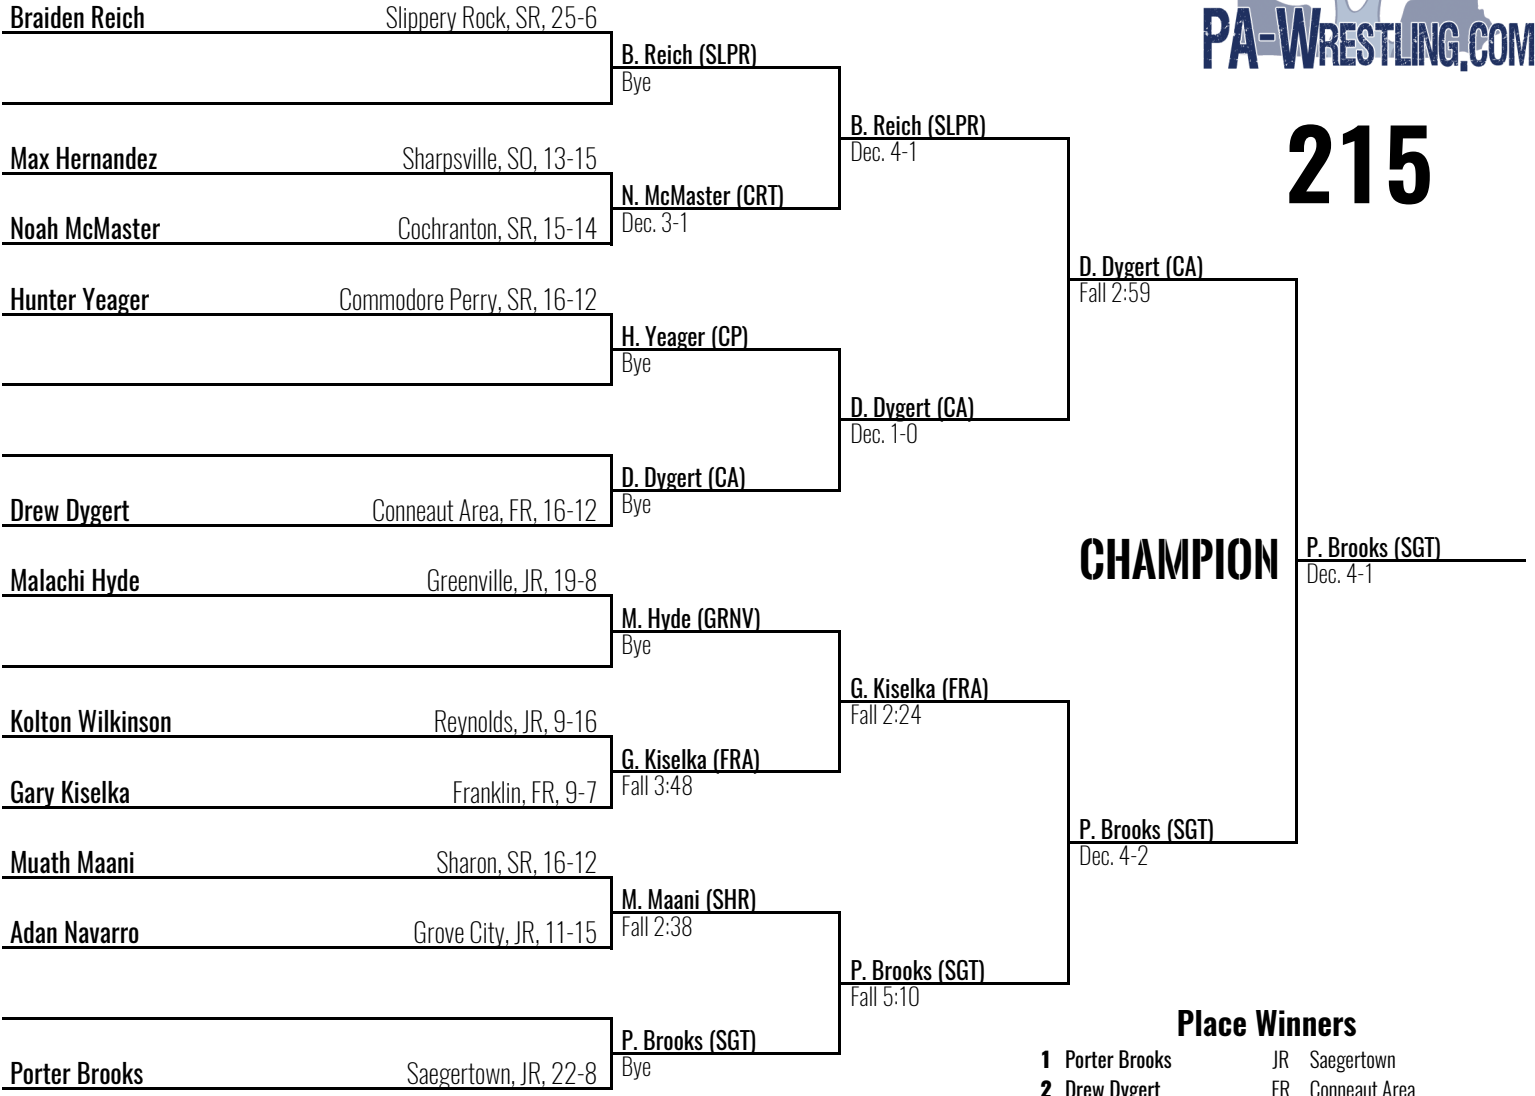 Braiden Reich Slippery Rock, SR, 25-6
B. Reich (SLPR)
Bye
Max Hernandez Sharpsville, SO, 13-15
N. McMaster (CRT)
Dec. 3-1
Noah McMaster Cochranton, SR, 15-14
B. Reich (SLPR)
Dec. 4-1
Hunter Yeager Commodore Perry, SR, 16-12
H. Yeager (CP)
Bye
D. Dygert (CA)
Dec. 1-0
D. Dygert (CA)
Bye
Drew Dygert Conneaut Area, FR, 16-12
D. Dygert (CA)
Fall 2:59
Malachi Hyde Greenville, JR, 19-8
M. Hyde (GRNV)
Bye
G. Kiselka (FRA)
Fall 2:24
Kolton Wilkinson Reynolds, JR, 9-16
G. Kiselka (FRA)
Fall 3:48
Gary Kiselka Franklin, FR, 9-7
Muath Maani Sharon, SR, 16-12
M. Maani (SHR)
Fall 2:38
Adan Navarro Grove City, JR, 11-15
P. Brooks (SGT)
Fall 5:10
P. Brooks (SGT)
Bye
Porter Brooks Saegertown, JR, 22-8
P. Brooks (SGT)
Dec. 4-2
PA-WRESTLING.COM
215
CHAMPION
P. Brooks (SGT)
Dec. 4-1
Place Winners
1 Porter Brooks JR Saegertown
2 Drew Dygert FR Conneaut Area